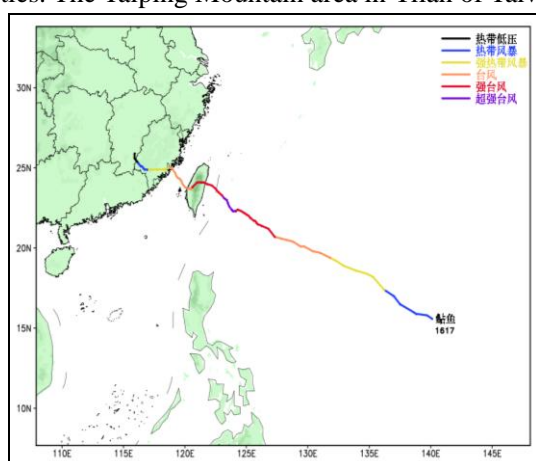 The Taiping Mountain area in Yilan of
热带低压
热带风暴
强热带风暴
台风
强台风
超强台风
30N
25N
20N
15N
10N
鲇鱼
1617
110E 115E 120E 125E 130E 135E 140E 145E